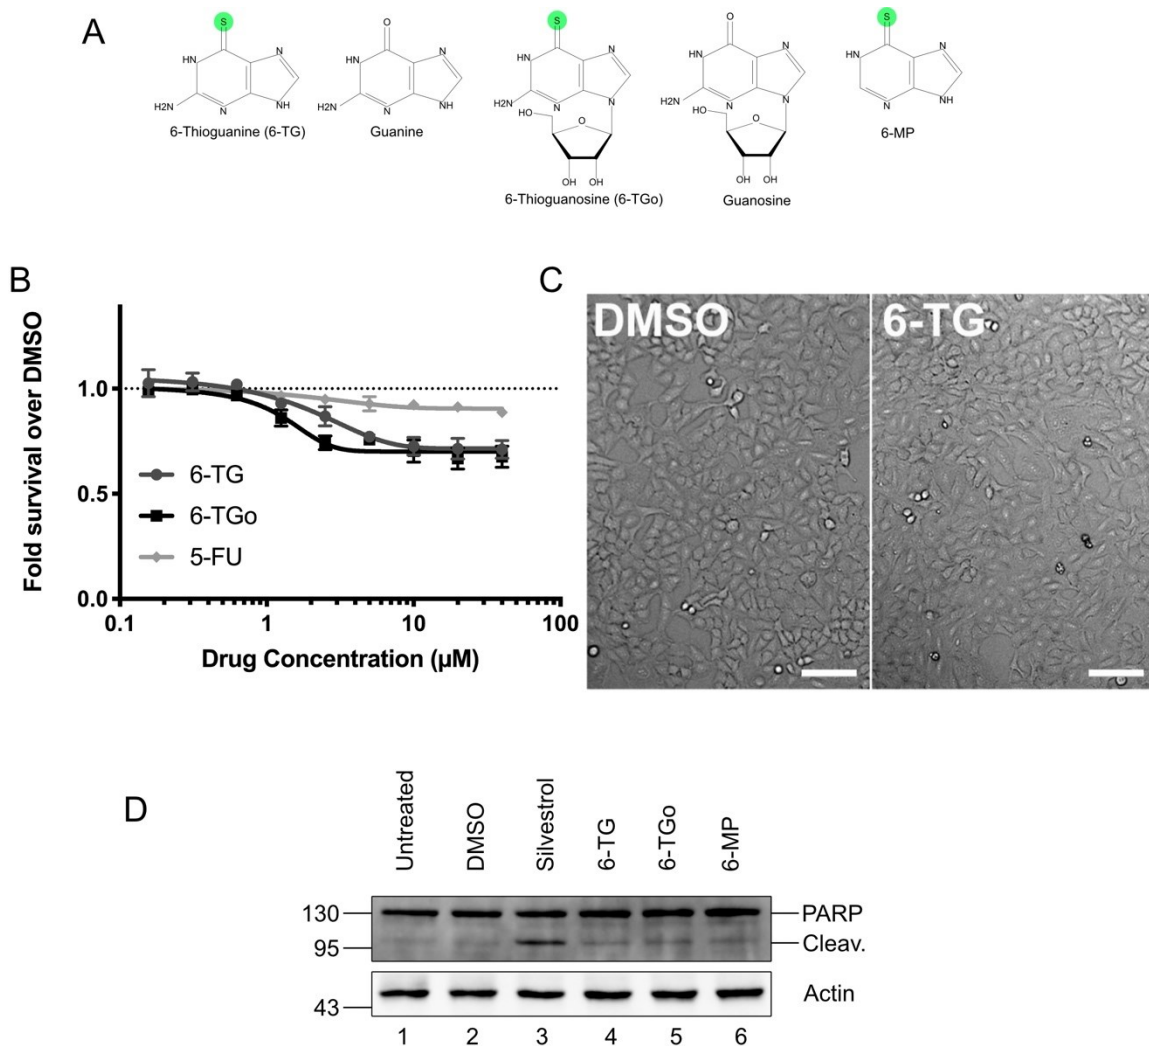 A
S
HN
N
H2N
N
NH
6-Thioguanine (6-TG)
O
HN
N
H2N
N
NH
Guanine
S
HN
N
H2N
N
N
HO
O
OH
OH
6-Thioguanosine (6-TGo)
O
HN
N
H2N
N
N
HO
O
OH
OH
Guanosine
S
HN
N
N
NH
6-MP
B
Fold survival over DMSO
1.0
0.5
0.0
6-TG
6-TGo
5-FU
0.1
1
10
100
Drug Concentration (µM)
C
DMSO
6-TG
D
Untreated
DMSO
Silvestrol
6-TG
6-TGo
6-MP
130
PARP
95
Cleav.
43
Actin
1 2 3 4 5 6